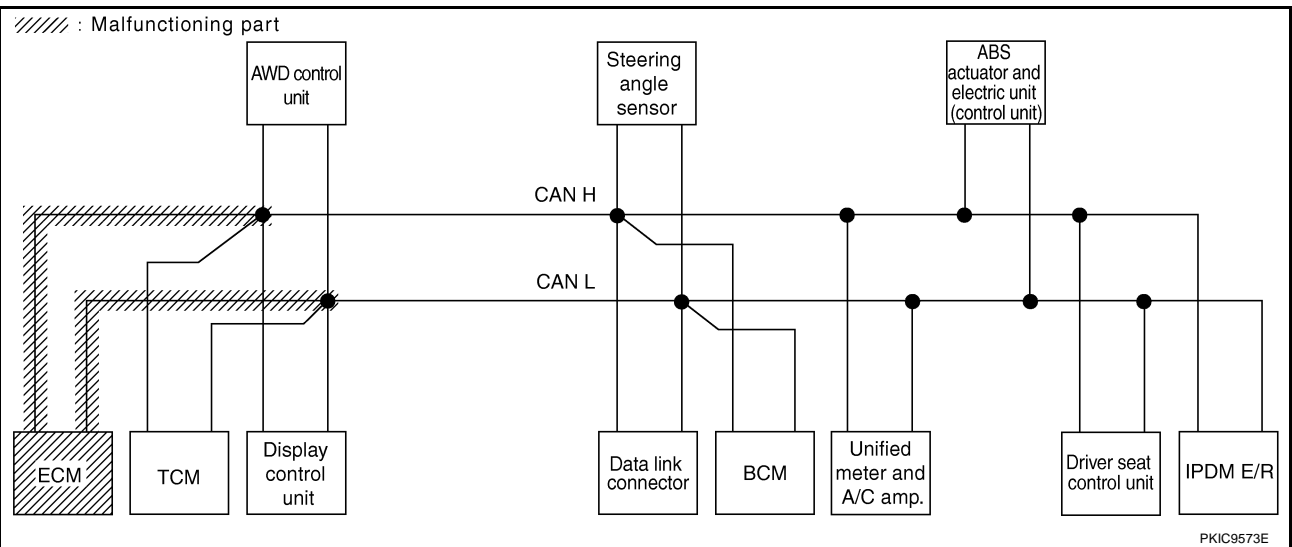 : Malfunctioning part
AWD control
unit
Steering
angle
sensor
ABS
actuator and
electric unit
(control unit)
CAN H
CAN L
ECM
TCM
Display
control
unit
Data link
connector
BCM
Unified
meter and
A/C amp.
Driver seat
control unit
IPDM E/R
PKIC9573E